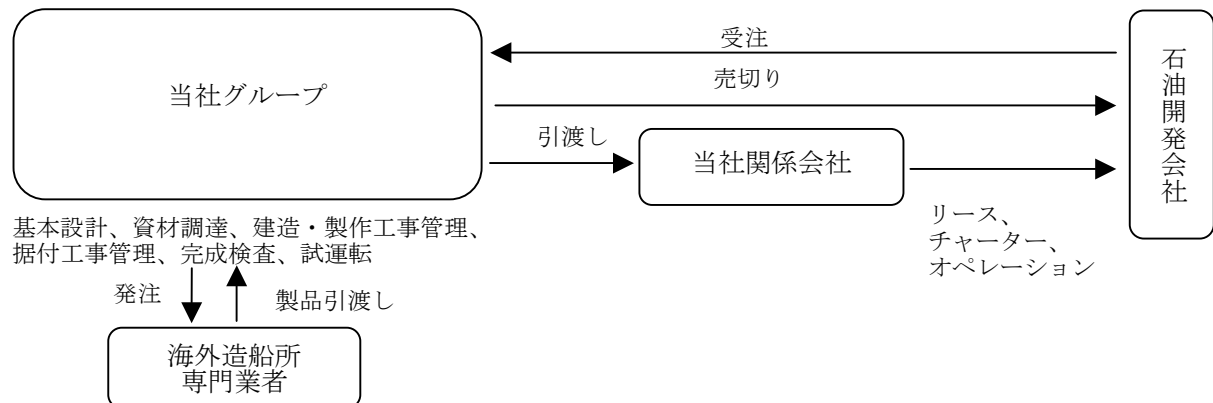 受注
石油開発会社
売切り
当社グループ
引渡し
当社関係会社
リース、
チャーター、
オペレーション
基本設計、資材調達、建造・製作工事管理、
据付工事管理、完成検査、試運転
発注
製品引渡し
海外造船所
専門業者